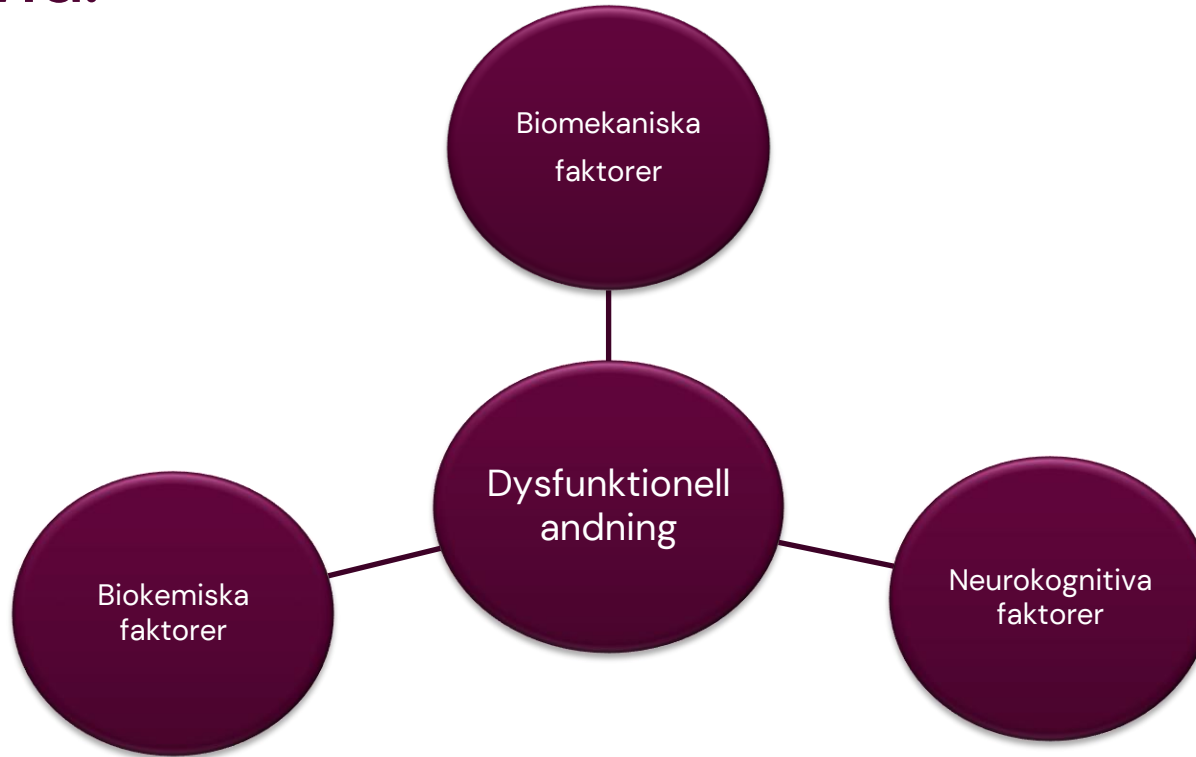 Biomekaniska
faktorer
Dysfunktionell
andning
Biokemiska
faktorer
Neurokognitiva
faktorer